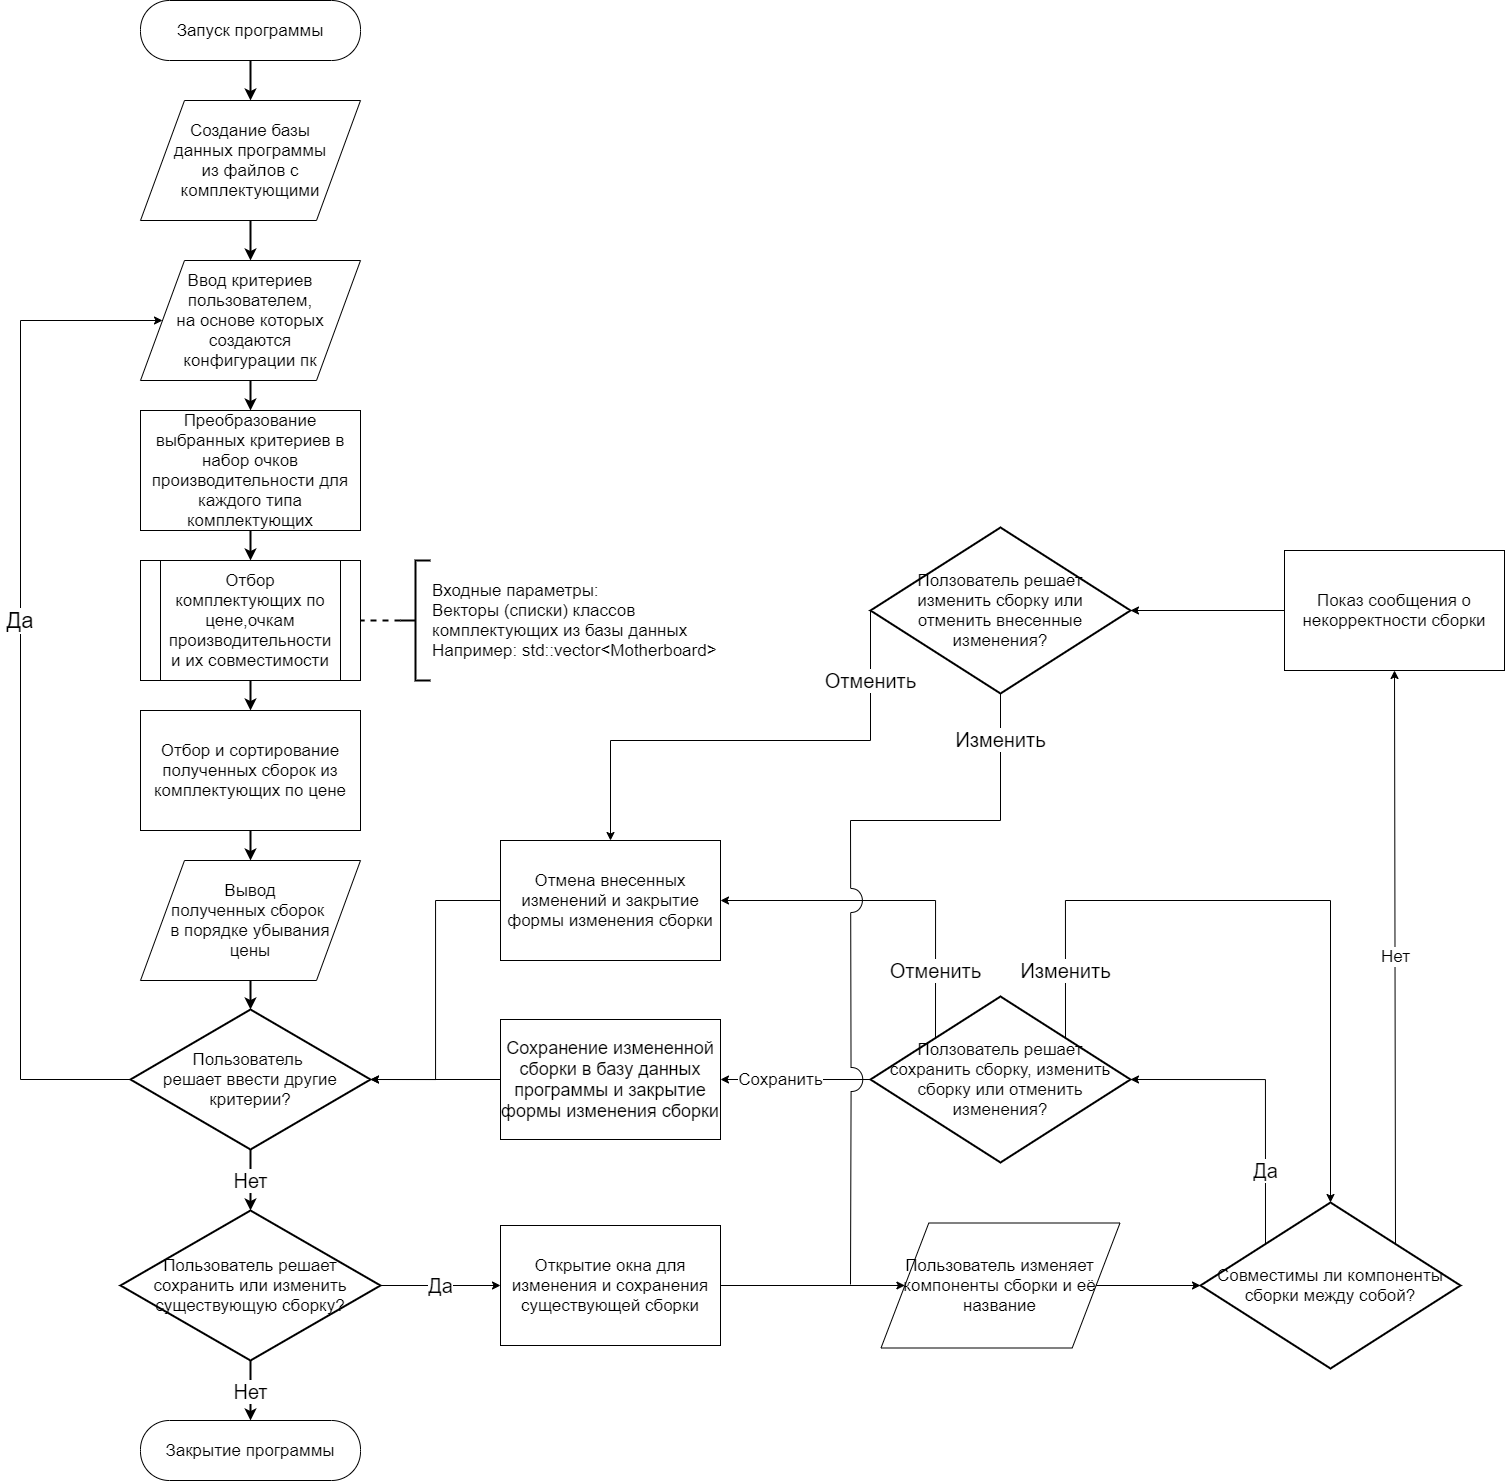 Запуск программы
Создание базы
данных программы
из файлов с
комплектующими
Ввод критериев
пользователем,
на основе которых
создаются
конфигурации пк
Преобразование
выбранных критериев в
набор очков
производительности для
каждого типа
комплектующих
Отбор
комплектующих по
цене,очкам
производительности
и их совместимости
Входные параметры:
Векторы (списки) классов
комплектующих из базы данных
Например: std::vector<Motherboard>
Отбор и сортирование
полученных сборок из
комплектующих по цене
Вывод
полученных сборок
в порядке убывания
цены
Пользователь
решает ввести другие
критерии?
Да
Нет
Пользователь решает
сохранить или изменить
существующую сборку?
Да
Нет
Закрытие программы
Открытие окна для
изменения и сохранения
существующей сборки
Пользователь изменяет
компоненты сборки и её
название
Совместимы ли компоненты
сборки между собой?
Да
Нет
Показ сообщения о
некорректности сборки
Ползователь решает
изменить сборку или
отменить внесенные
изменения?
Отменить
Изменить
Отмена внесенных
изменений и закрытие
формы изменения сборки
Ползователь решает
сохранить сборку, изменить
сборку или отменить
изменения?
Отменить
Изменить
Сохранить
Сохранение измененной
сборки в базу данных
программы и закрытие
формы изменения сборки